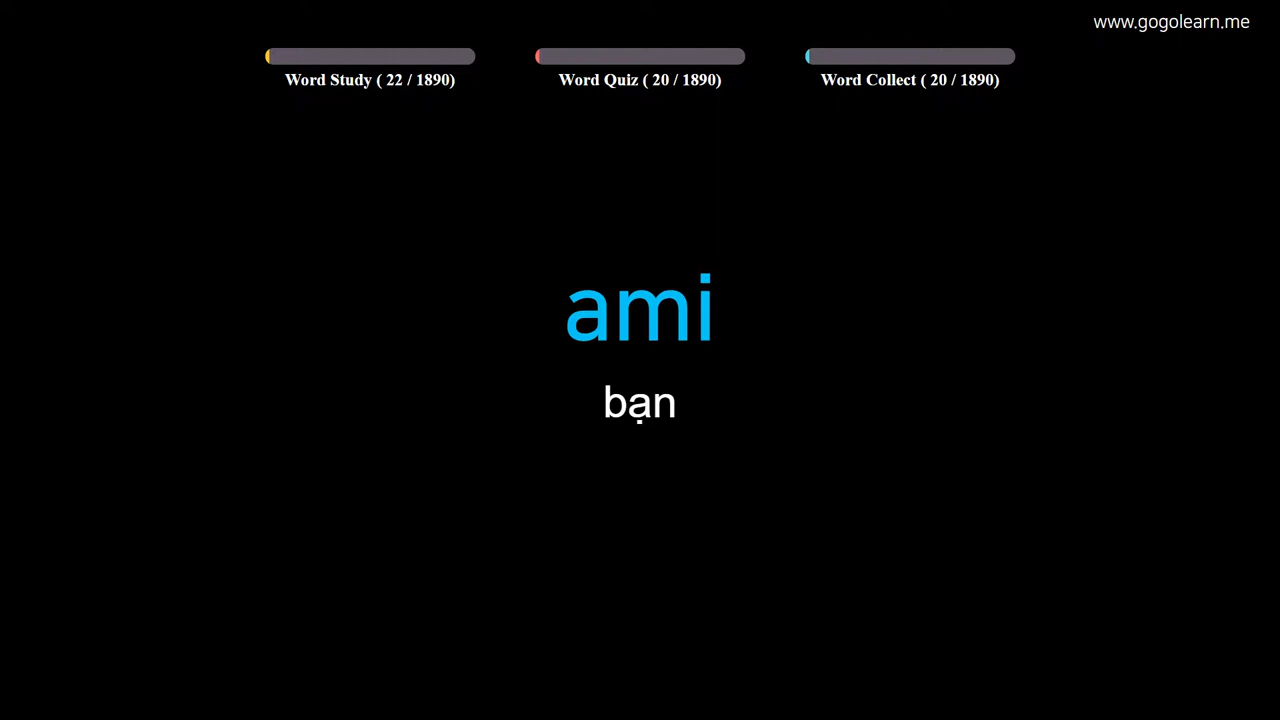 www.gogolearn.me
Word Study ( 22 / 1890)
Word Quiz ( 20 / 1890)
Word Collect ( 20 / 1890)
ami
bạn